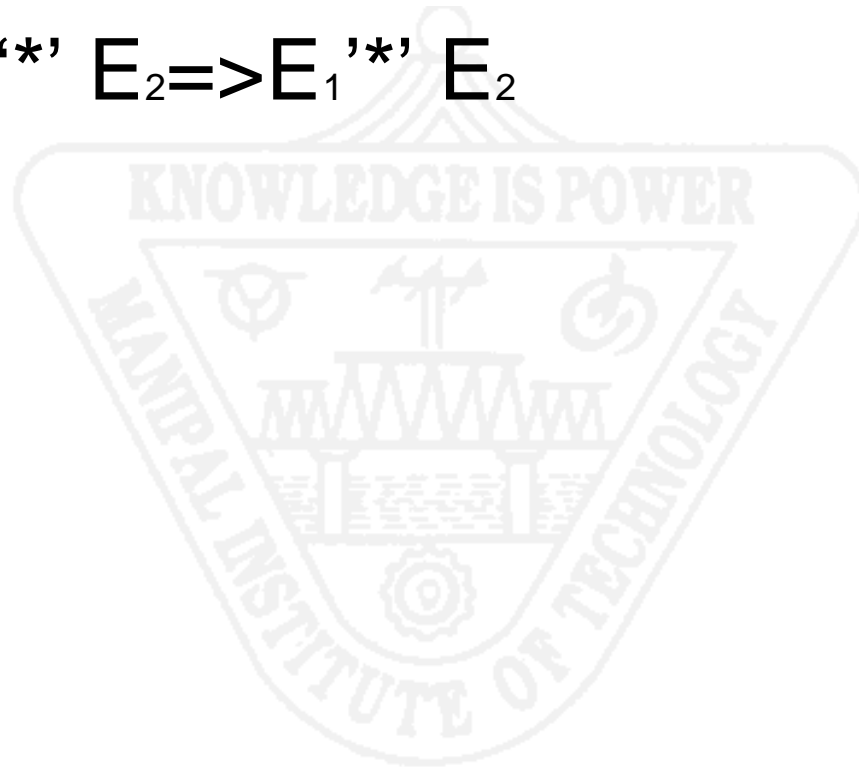 ‘*’ E₂=>E₁’*’ E₂
KNOWLEDGE IS POWER
MANIPAL INSTITUTE OF TECHNOLOGY